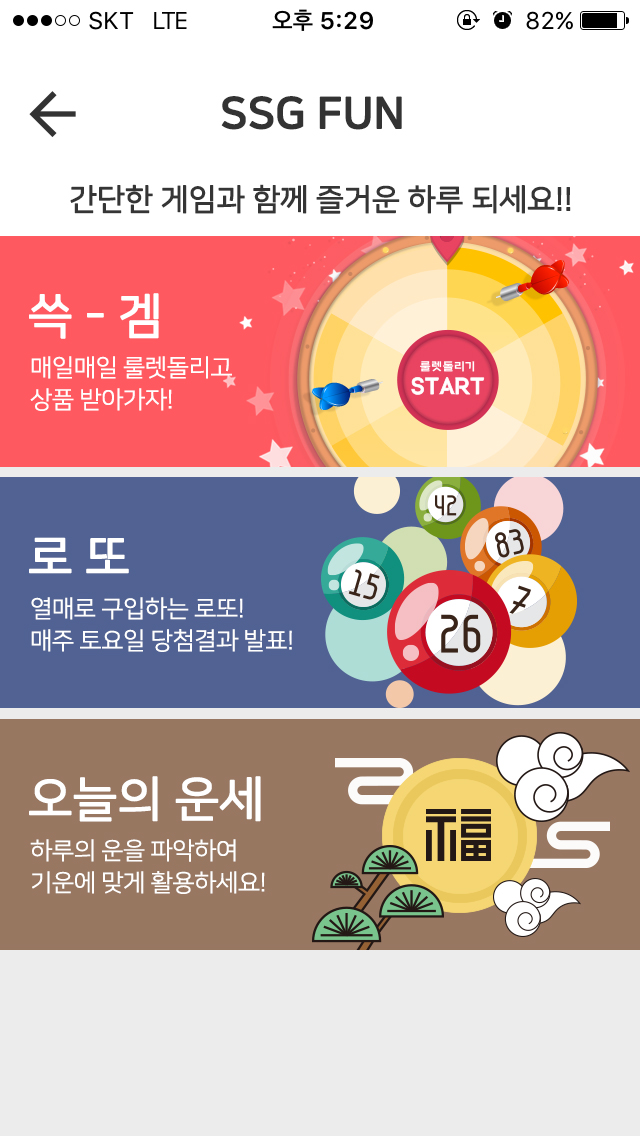 SKT LTE 오후 5:29 82%
SSG FUN
간단한 게임과 함께 즐거운 하루 되세요!!
쓱 - 겜
매일매일 룰렛돌리고
상품 받아가자!
룰렛돌리기
START
로 또
열매로 구입하는 로또!
매주 토요일 당첨결과 발표!
42
83
15
7
26
오늘의 운세
하루의 운을 파악하여
기운에 맞게 활용하세요!
福